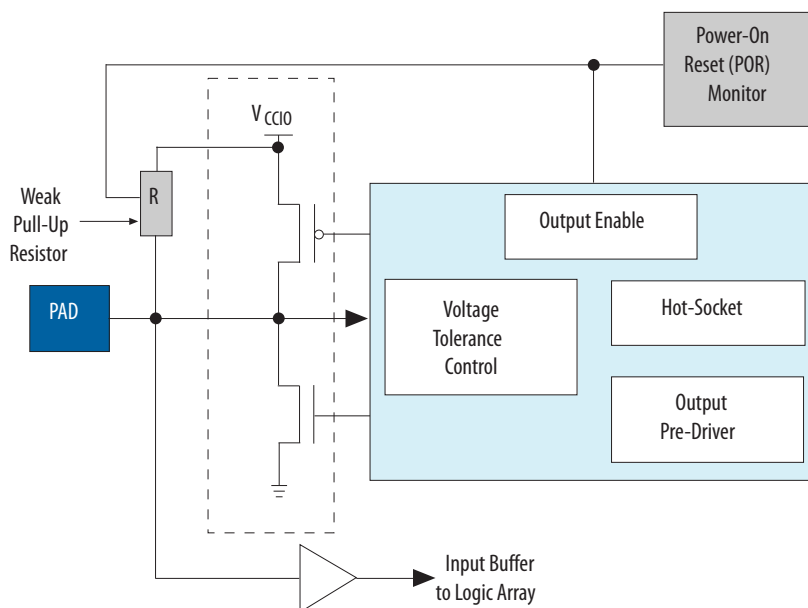 Power-On
Reset (POR)
Monitor
V CCIO
R
Weak
Pull-Up
Resistor
Output Enable
PAD
Voltage
Tolerance
Control
Hot-Socket
Output
Pre-Driver
Input Buffer
to Logic Array